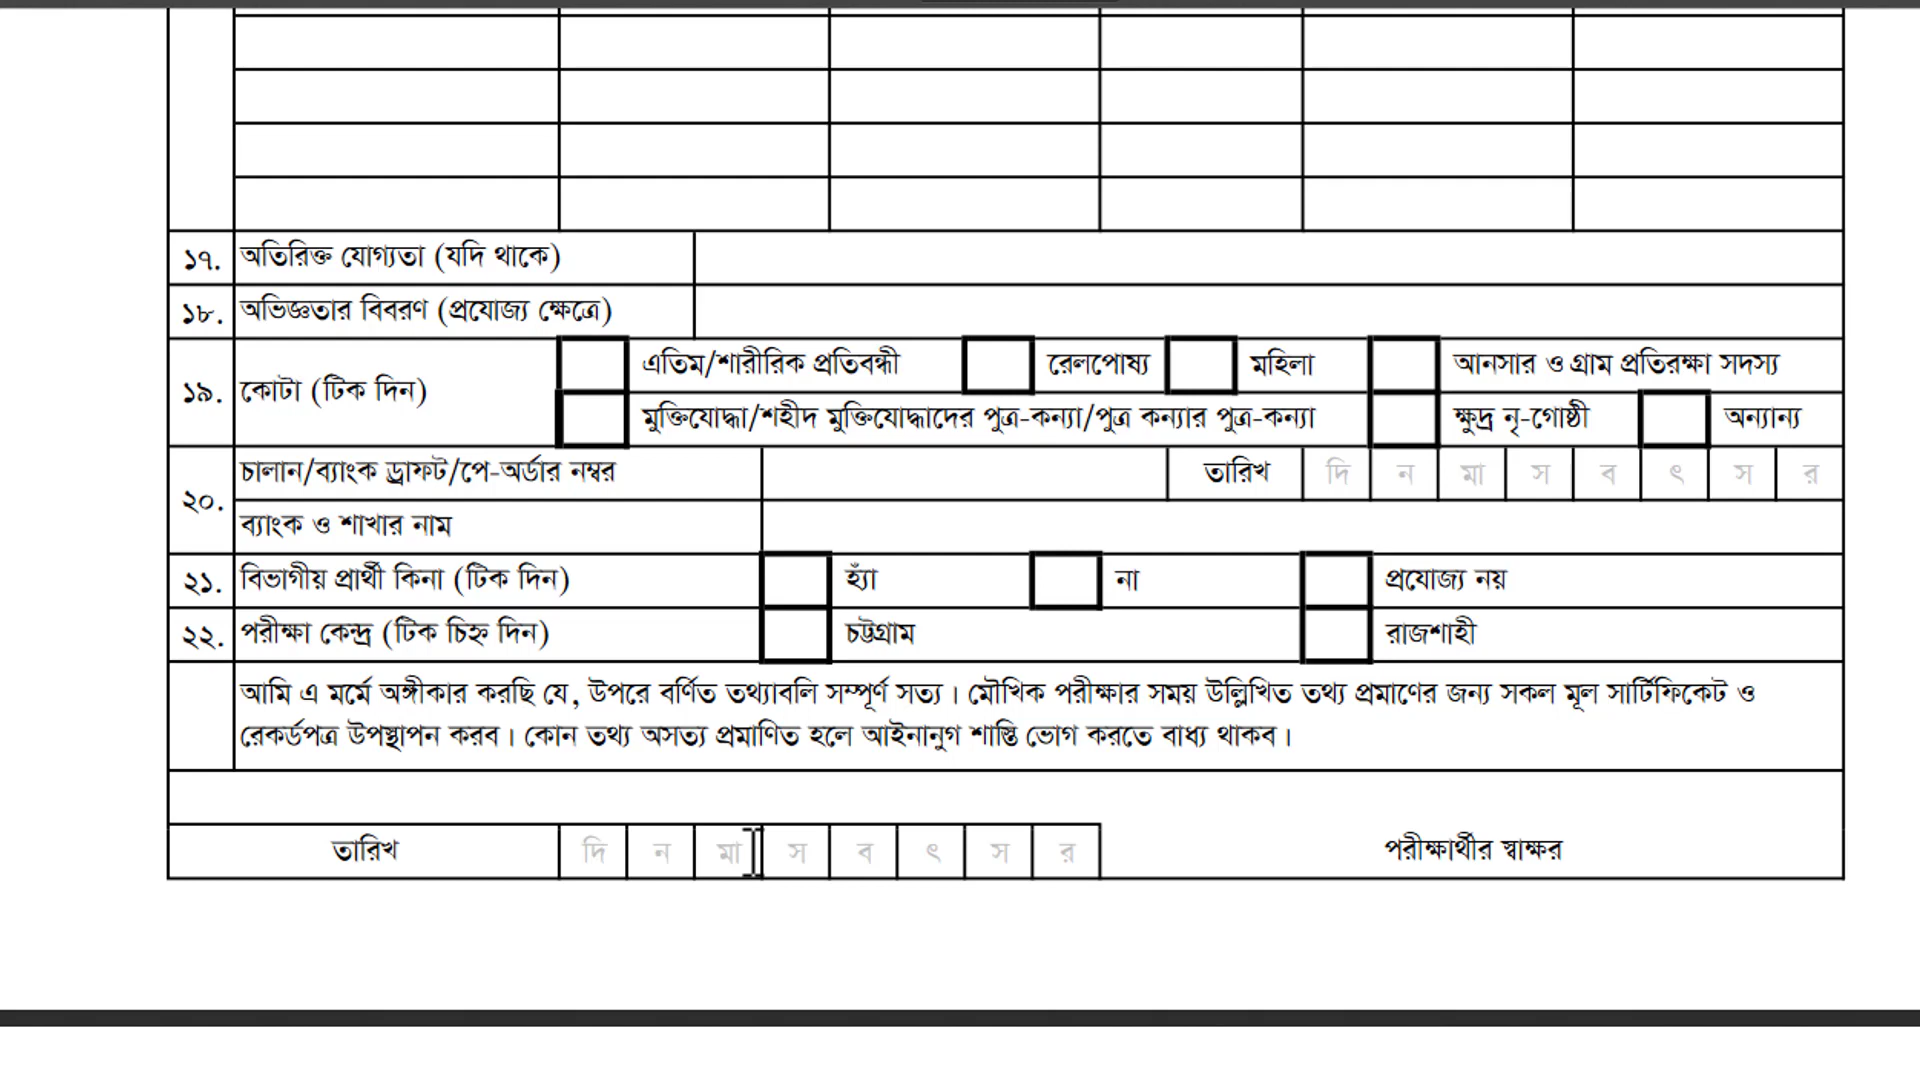 ১৭. অতিরিক্ত যোগ্যতা (যদি থাকে)
১৮. অভিজ্ঞতার বিবরণ (প্রযোজ্য ক্ষেত্রে)
১৯. কোটা (টিক দিন)
এতিম/শারীরিক প্রতিবন্ধী রেলপোষ্য মহিলা আনসার ও গ্রাম প্রতিরক্ষা সদস্য
মুক্তিযোদ্ধা/শহীদ মুক্তিযোদ্ধাদের পুত্র-কন্যা/পুত্র কন্যার পুত্র-কন্যা ক্ষুদ্র নৃ-গোষ্ঠী অন্যান্য
২০. চালান/ব্যাংক ড্রাফট/পে-অর্ডার নম্বর তারিখ দি ন মা স ব ৎ স র
ব্যাংক ও শাখার নাম
২১. বিভাগীয় প্রার্থী কিনা (টিক দিন) হ্যাঁ না প্রযোজ্য নয়
২২. পরীক্ষা কেন্দ্র (টিক চিহ্ন দিন) চট্টগ্রাম রাজশাহী
আমি এ মর্মে অঙ্গীকার করছি যে, উপরে বর্ণিত তথ্যাবলি সম্পূর্ণ সত্য। মৌখিক পরীক্ষার সময় উল্লিখিত তথ্য প্রমাণের জন্য সকল মূল সার্টিফিকেট ও
রেকর্ডপত্র উপস্থাপন করব। কোন তথ্য অসত্য প্রমাণিত হলে আইনানুগ শাস্তি ভোগ করতে বাধ্য থাকব।
তারিখ দি ন মা স ব ৎ স র পরীক্ষার্থীর স্বাক্ষর